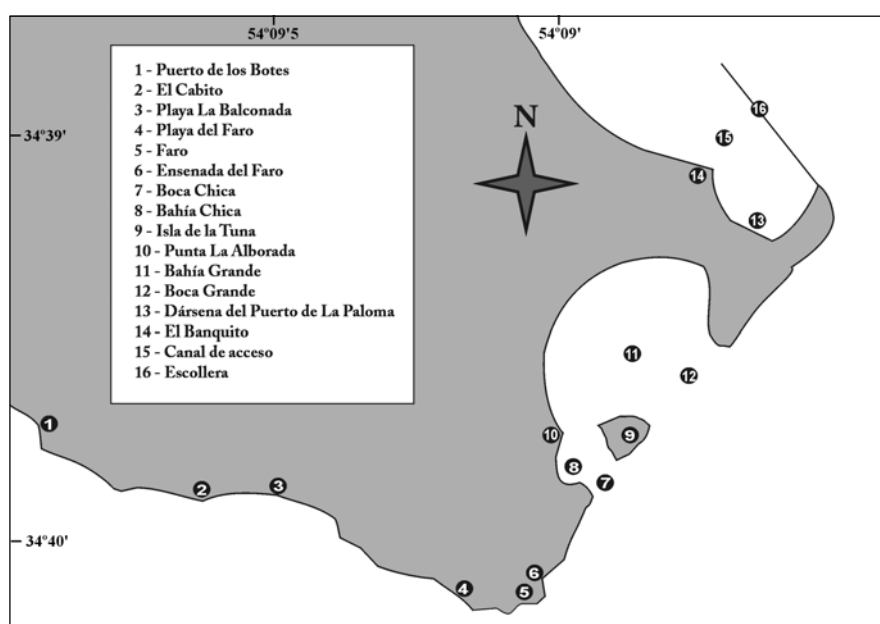 54°09'5
54°09'
1 - Puerto de los Botes
2 - El Cabito
3 - Playa La Balconada
4 - Playa del Faro
5 - Faro
6 - Ensenada del Faro
7 - Boca Chica
8 - Bahía Chica
9 - Isla de la Tuna
10 - Punta La Alborada
11 - Bahía Grande
12 - Boca Grande
13 - Dársena del Puerto de La Paloma
14 - El Banquito
15 - Canal de acceso
16 - Escollera
N
16
34°39'
15
14
13
11
12
1
10
9
8
7
2
3
34°40'
6
4
5